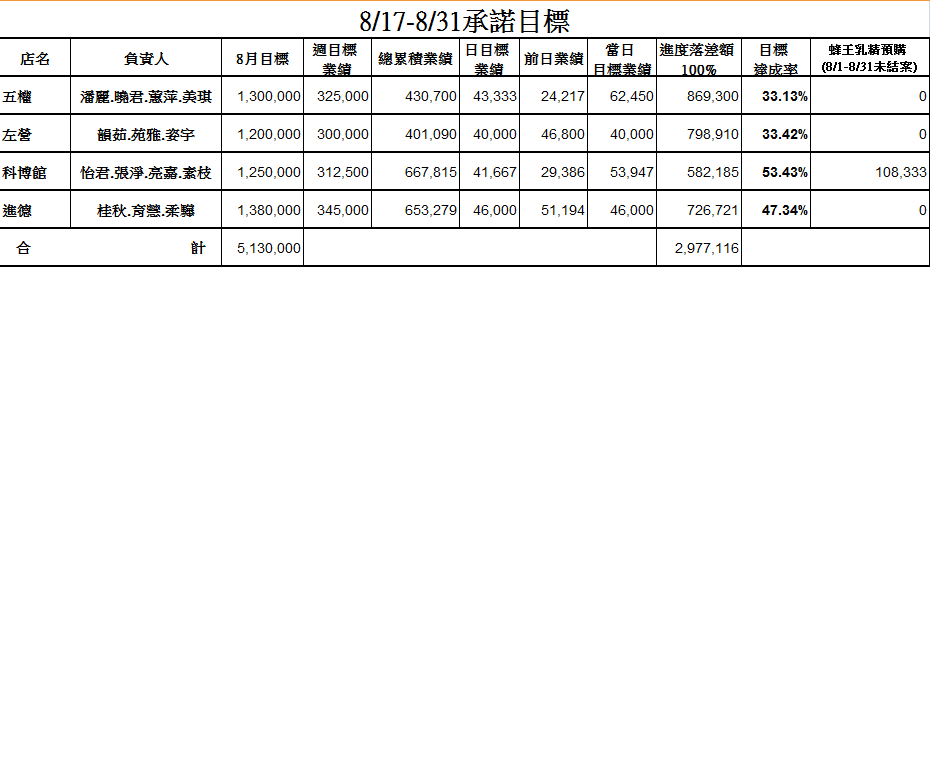 8/17-8/31承諾目標
店名 負責人 8月目標 週目標業績 總累積業績 日目標業績 前日業績 當日目標業績 進度落差額100% 目標達成率 蜂王乳精預購(8/1-8/31未結案)
五權 潘麗.曉君.蕙萍.美琪 1,300,000 325,000 430,700 43,333 24,217 62,450 869,300 33.13% 0
左營 韻茹.苑雅.姿宇 1,200,000 300,000 401,090 40,000 46,800 40,000 798,910 33.42% 0
科博館 怡君.張淨.亮嘉.素枝 1,250,000 312,500 667,815 41,667 29,386 53,947 582,185 53.43% 108,333
進德 桂秋.育慧.柔驊 1,380,000 345,000 653,279 46,000 51,194 46,000 726,721 47.34% 0
合計 5,130,000 2,977,116